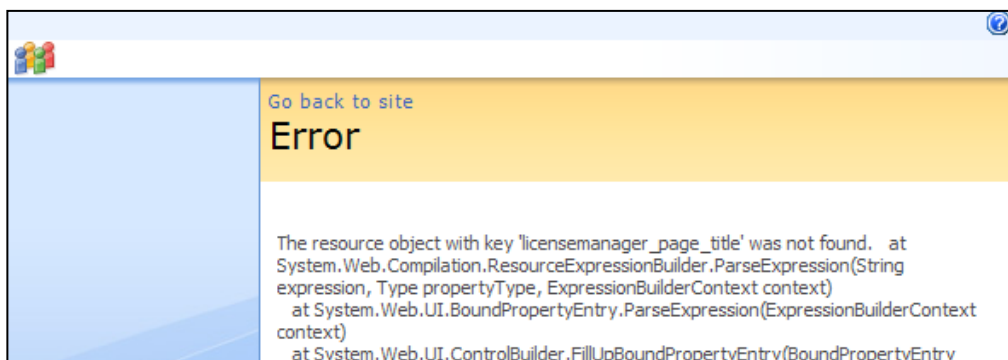 Go back to site
Error
The resource object with key 'licensemanager_page_title' was not found.   at
System.Web.Compilation.ResourceExpressionBuilder.ParseExpression(String
expression, Type propertyType, ExpressionBuilderContext context)
   at System.Web.UI.BoundPropertyEntry.ParseExpression(ExpressionBuilderContext
context)
   at System.Web.UI.ControlBuilder.FillUpBoundPropertyEntry(BoundPropertyEntry